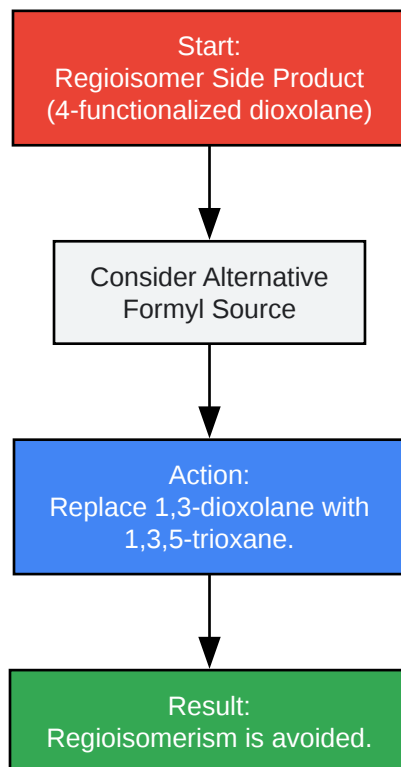 Start:
Regioisomer Side Product
(4-functionalized dioxolane)
Consider Alternative
Formyl Source
Action:
Replace 1,3-dioxolane with
1,3,5-trioxane.
Result:
Regioisomerism is avoided.